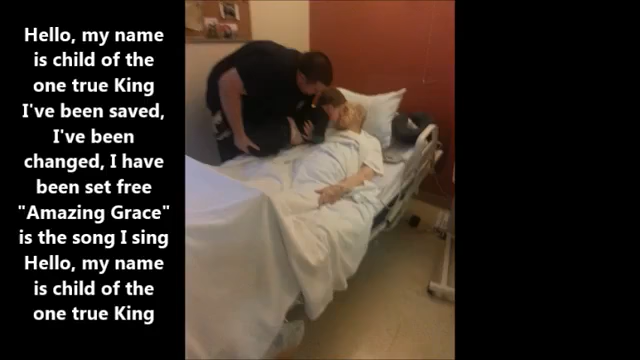 Hello, my name
is child of the
one true King
I've been saved,
I've been
changed, I have
been set free
"Amazing Grace"
is the song I sing
Hello, my name
is child of the
one true King